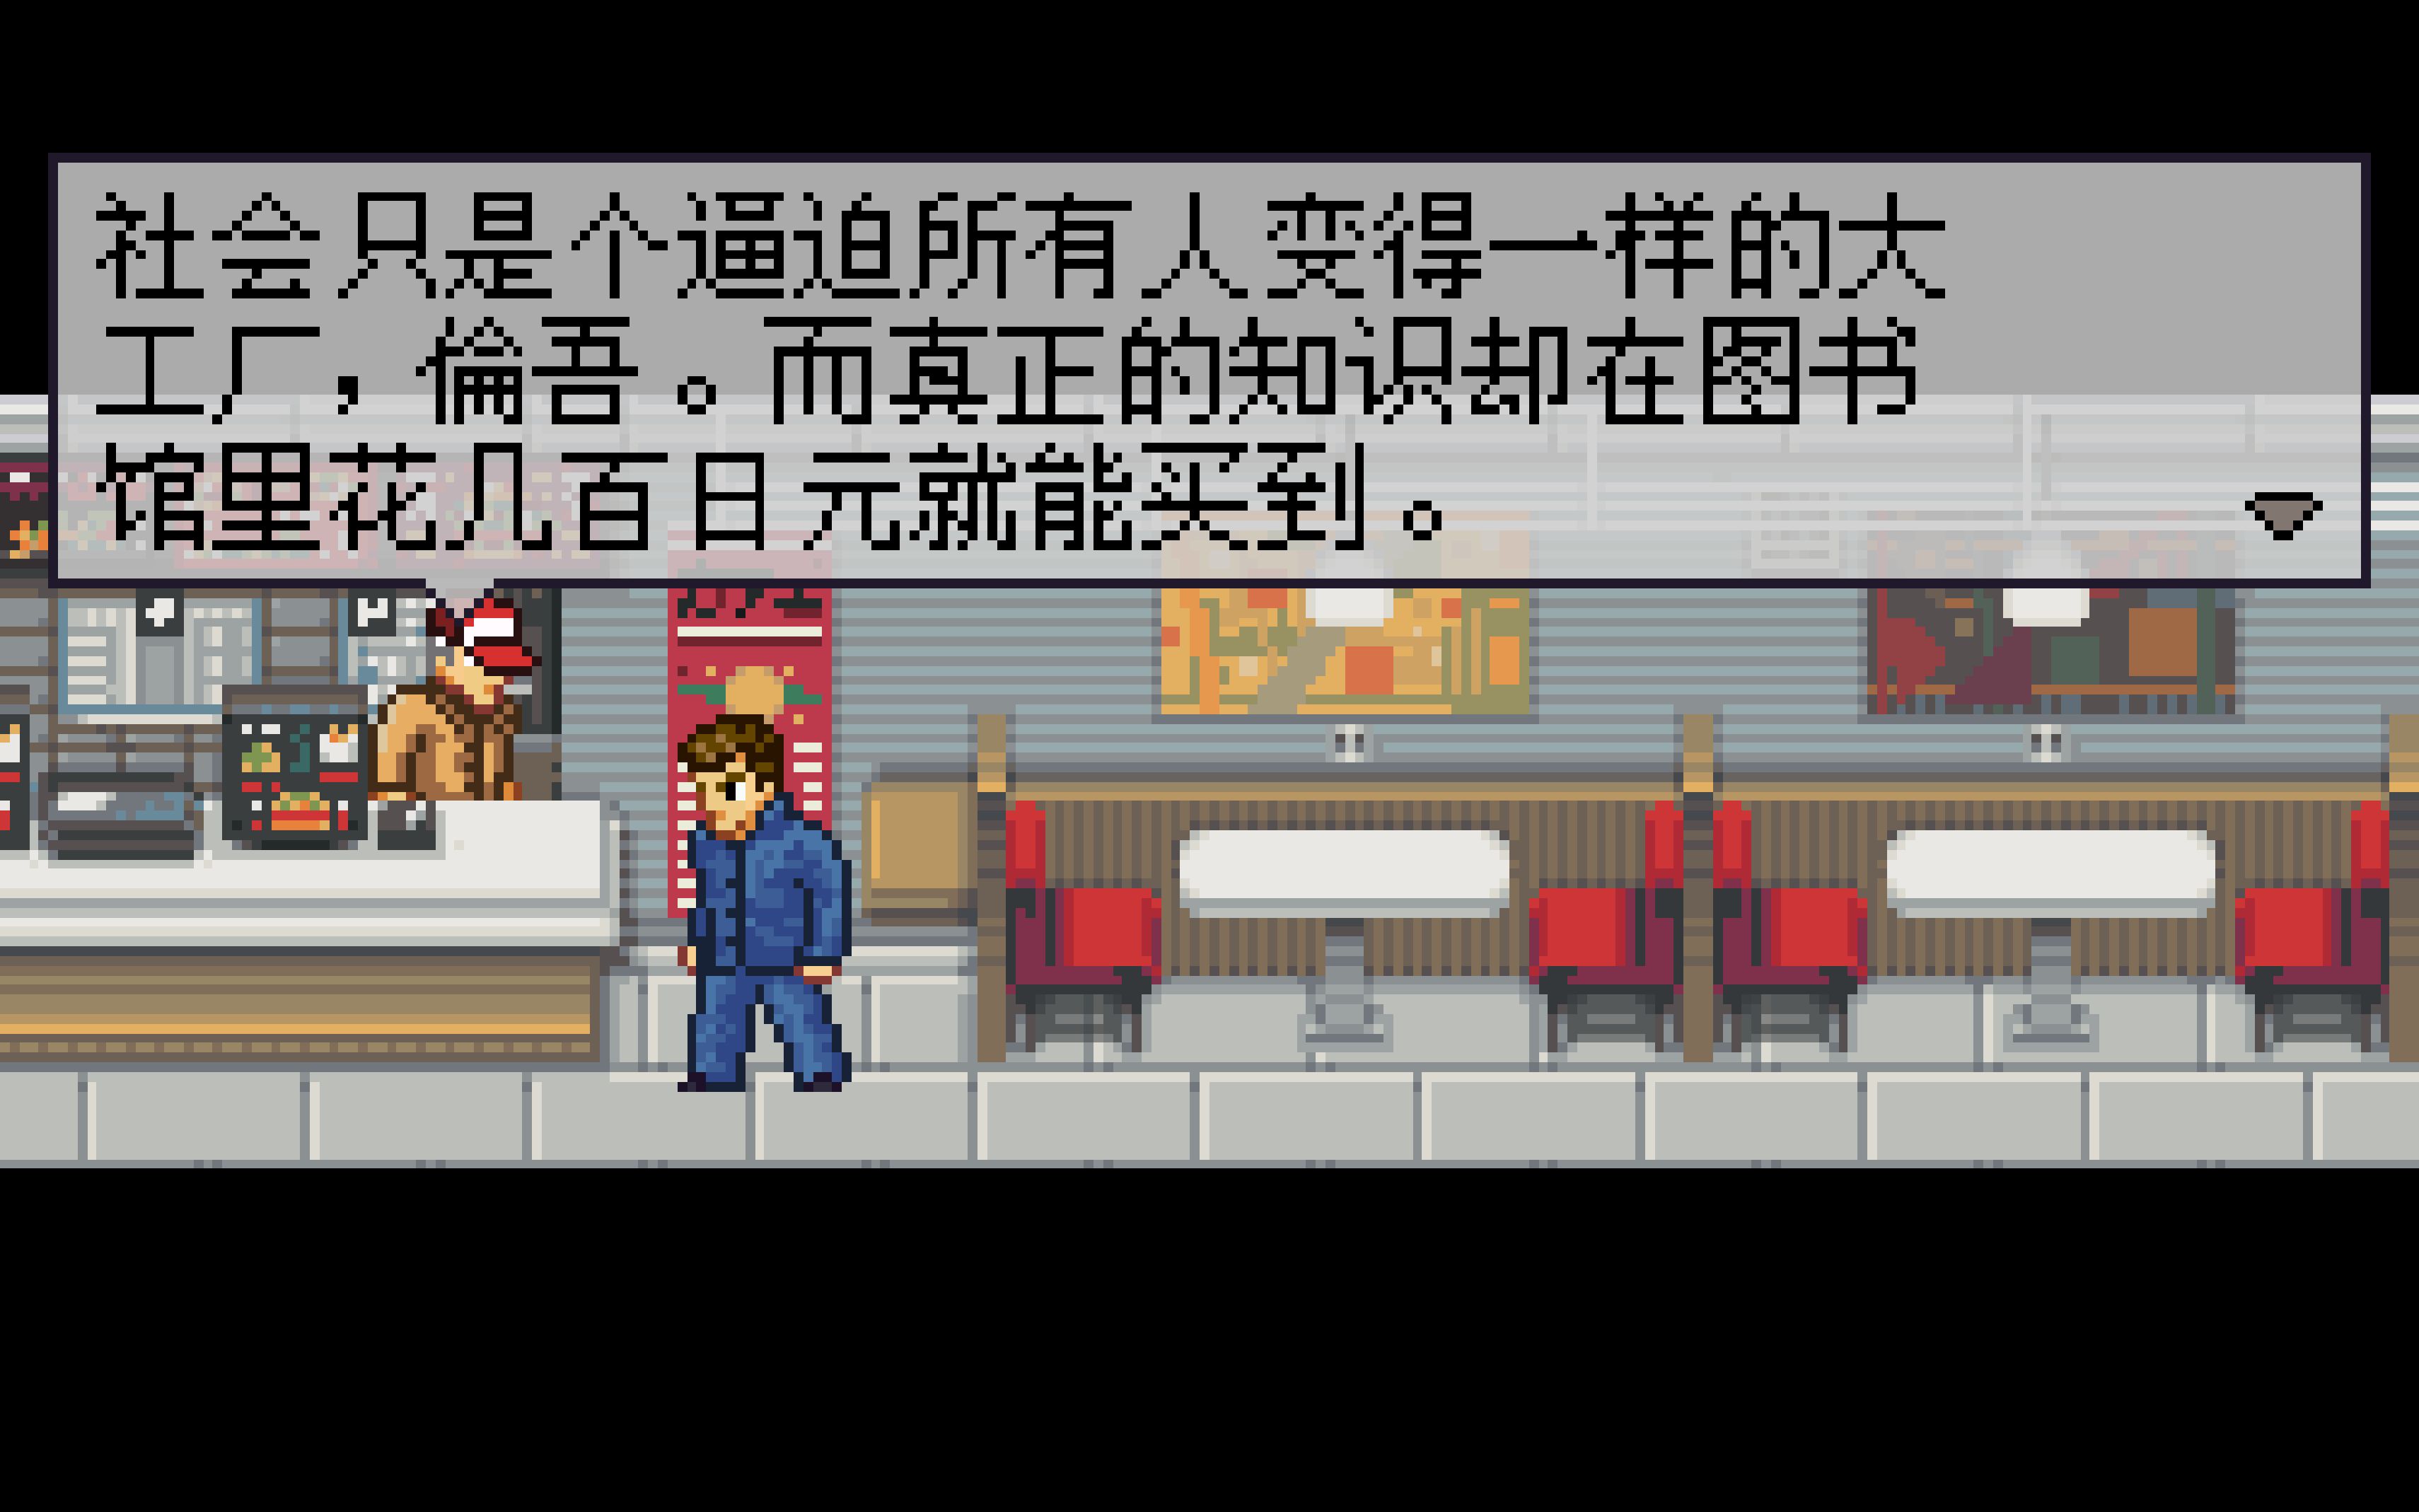 社会只是个逼迫所有人变得一样的大
工厂，倫吾。而真正的知识却在图书
馆里花几百日元就能买到。